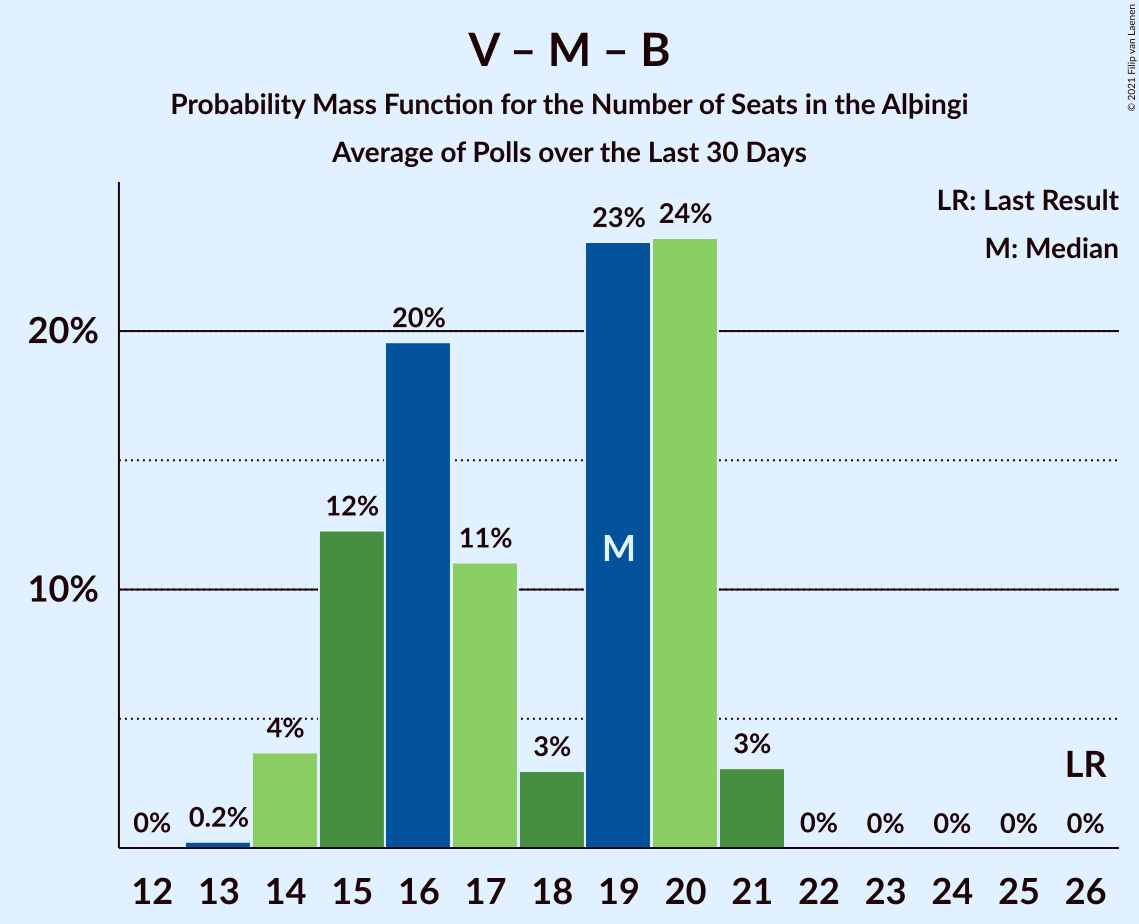 V – M – B
Probability Mass Function for the Number of Seats in the Alþingi
Average of Polls over the Last 30 Days
© 2021 Filip van Laenen
LR: Last Result
M: Median
20%
10%
0%
0.2%
4%
12%
20%
11%
3%
23%
24%
3%
0%
0%
0%
0%
0%
M
LR
12 13 14 15 16 17 18 19 20 21 22 23 24 25 26